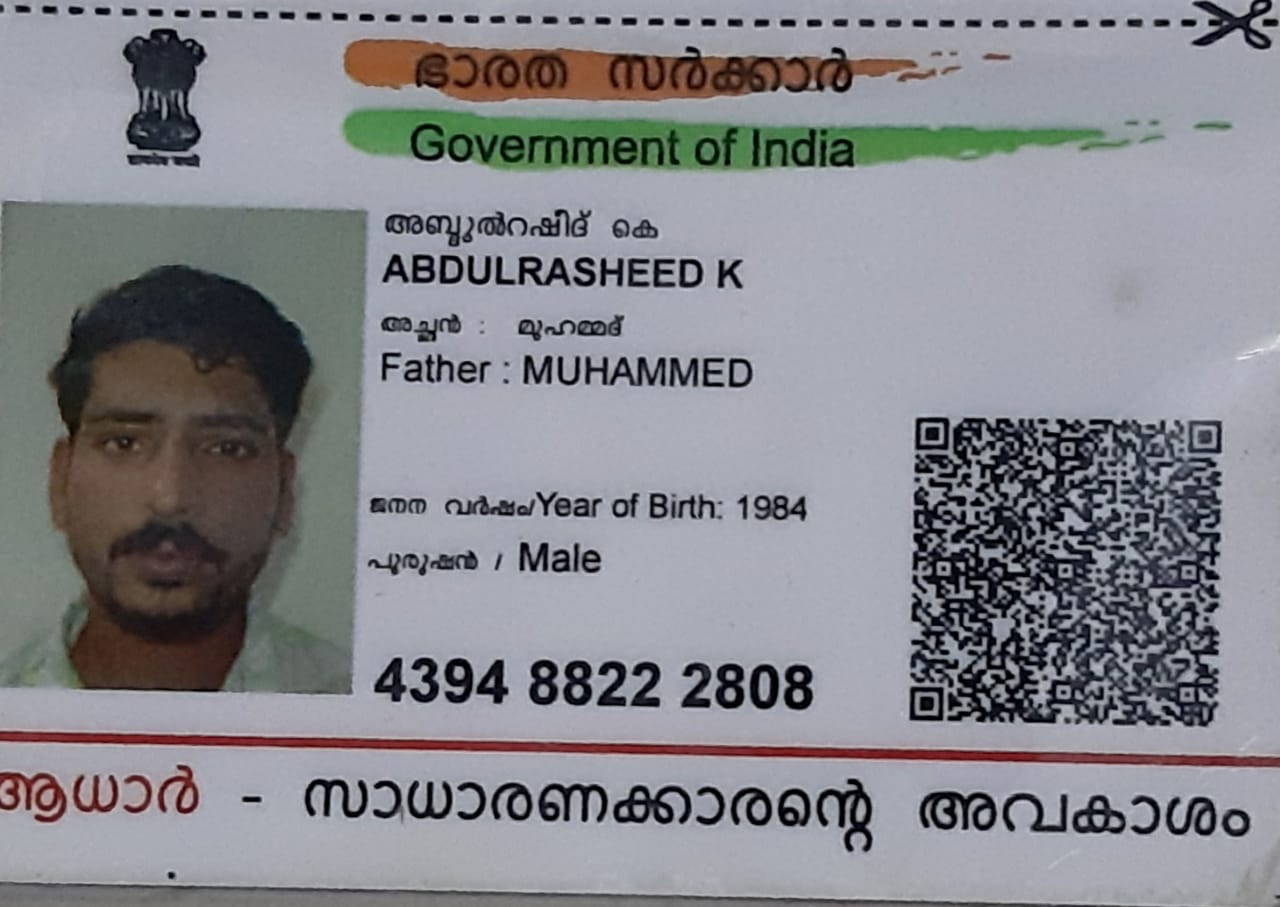 ഭാരത സർക്കാർ
Government of India
അബ്ദുൽറഷീദ് കെ
ABDULRASHEED K
അച്ഛൻ : മുഹമ്മദ്
Father : MUHAMMED
ജനന വർഷം/Year of Birth: 1984
പുരുഷൻ / Male
4394 8822 2808
ആധാർ - സാധാരണക്കാരന്റെ അവകാശം